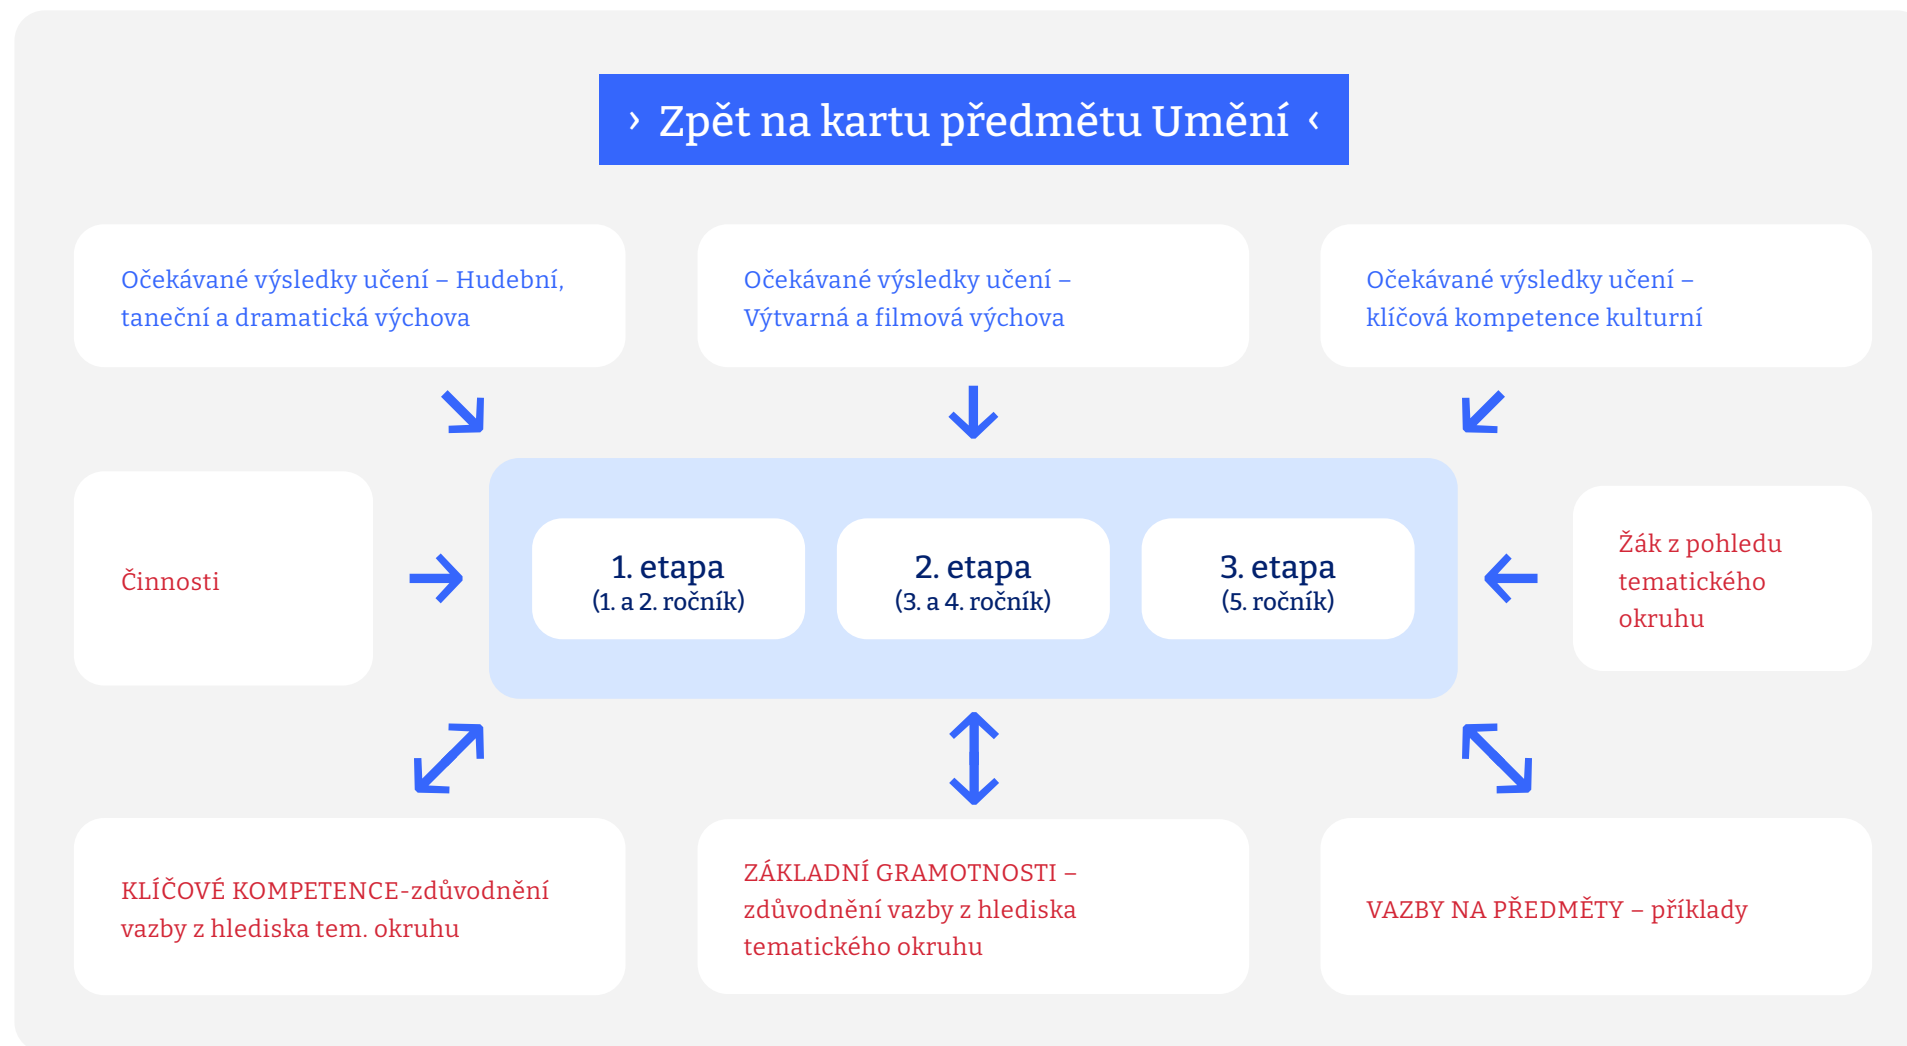 › Zpět na kartu předmětu Umění ‹
Očekávané výsledky učení – Hudební,
taneční a dramatická výchova
Očekávané výsledky učení –
Výtvarná a filmová výchova
Očekávané výsledky učení –
klíčová kompetence kulturní
Činnosti
1. etapa
(1. a 2. ročník)
2. etapa
(3. a 4. ročník)
3. etapa
(5. ročník)
Žák z pohledu
tematického
okruhu
KLÍČOVÉ KOMPETENCE-zdůvodnění
vazby z hlediska tem. okruhu
ZÁKLADNÍ GRAMOTNOSTI –
zdůvodnění vazby z hlediska
tematického okruhu
VAZBY NA PŘEDMĚTY – příklady